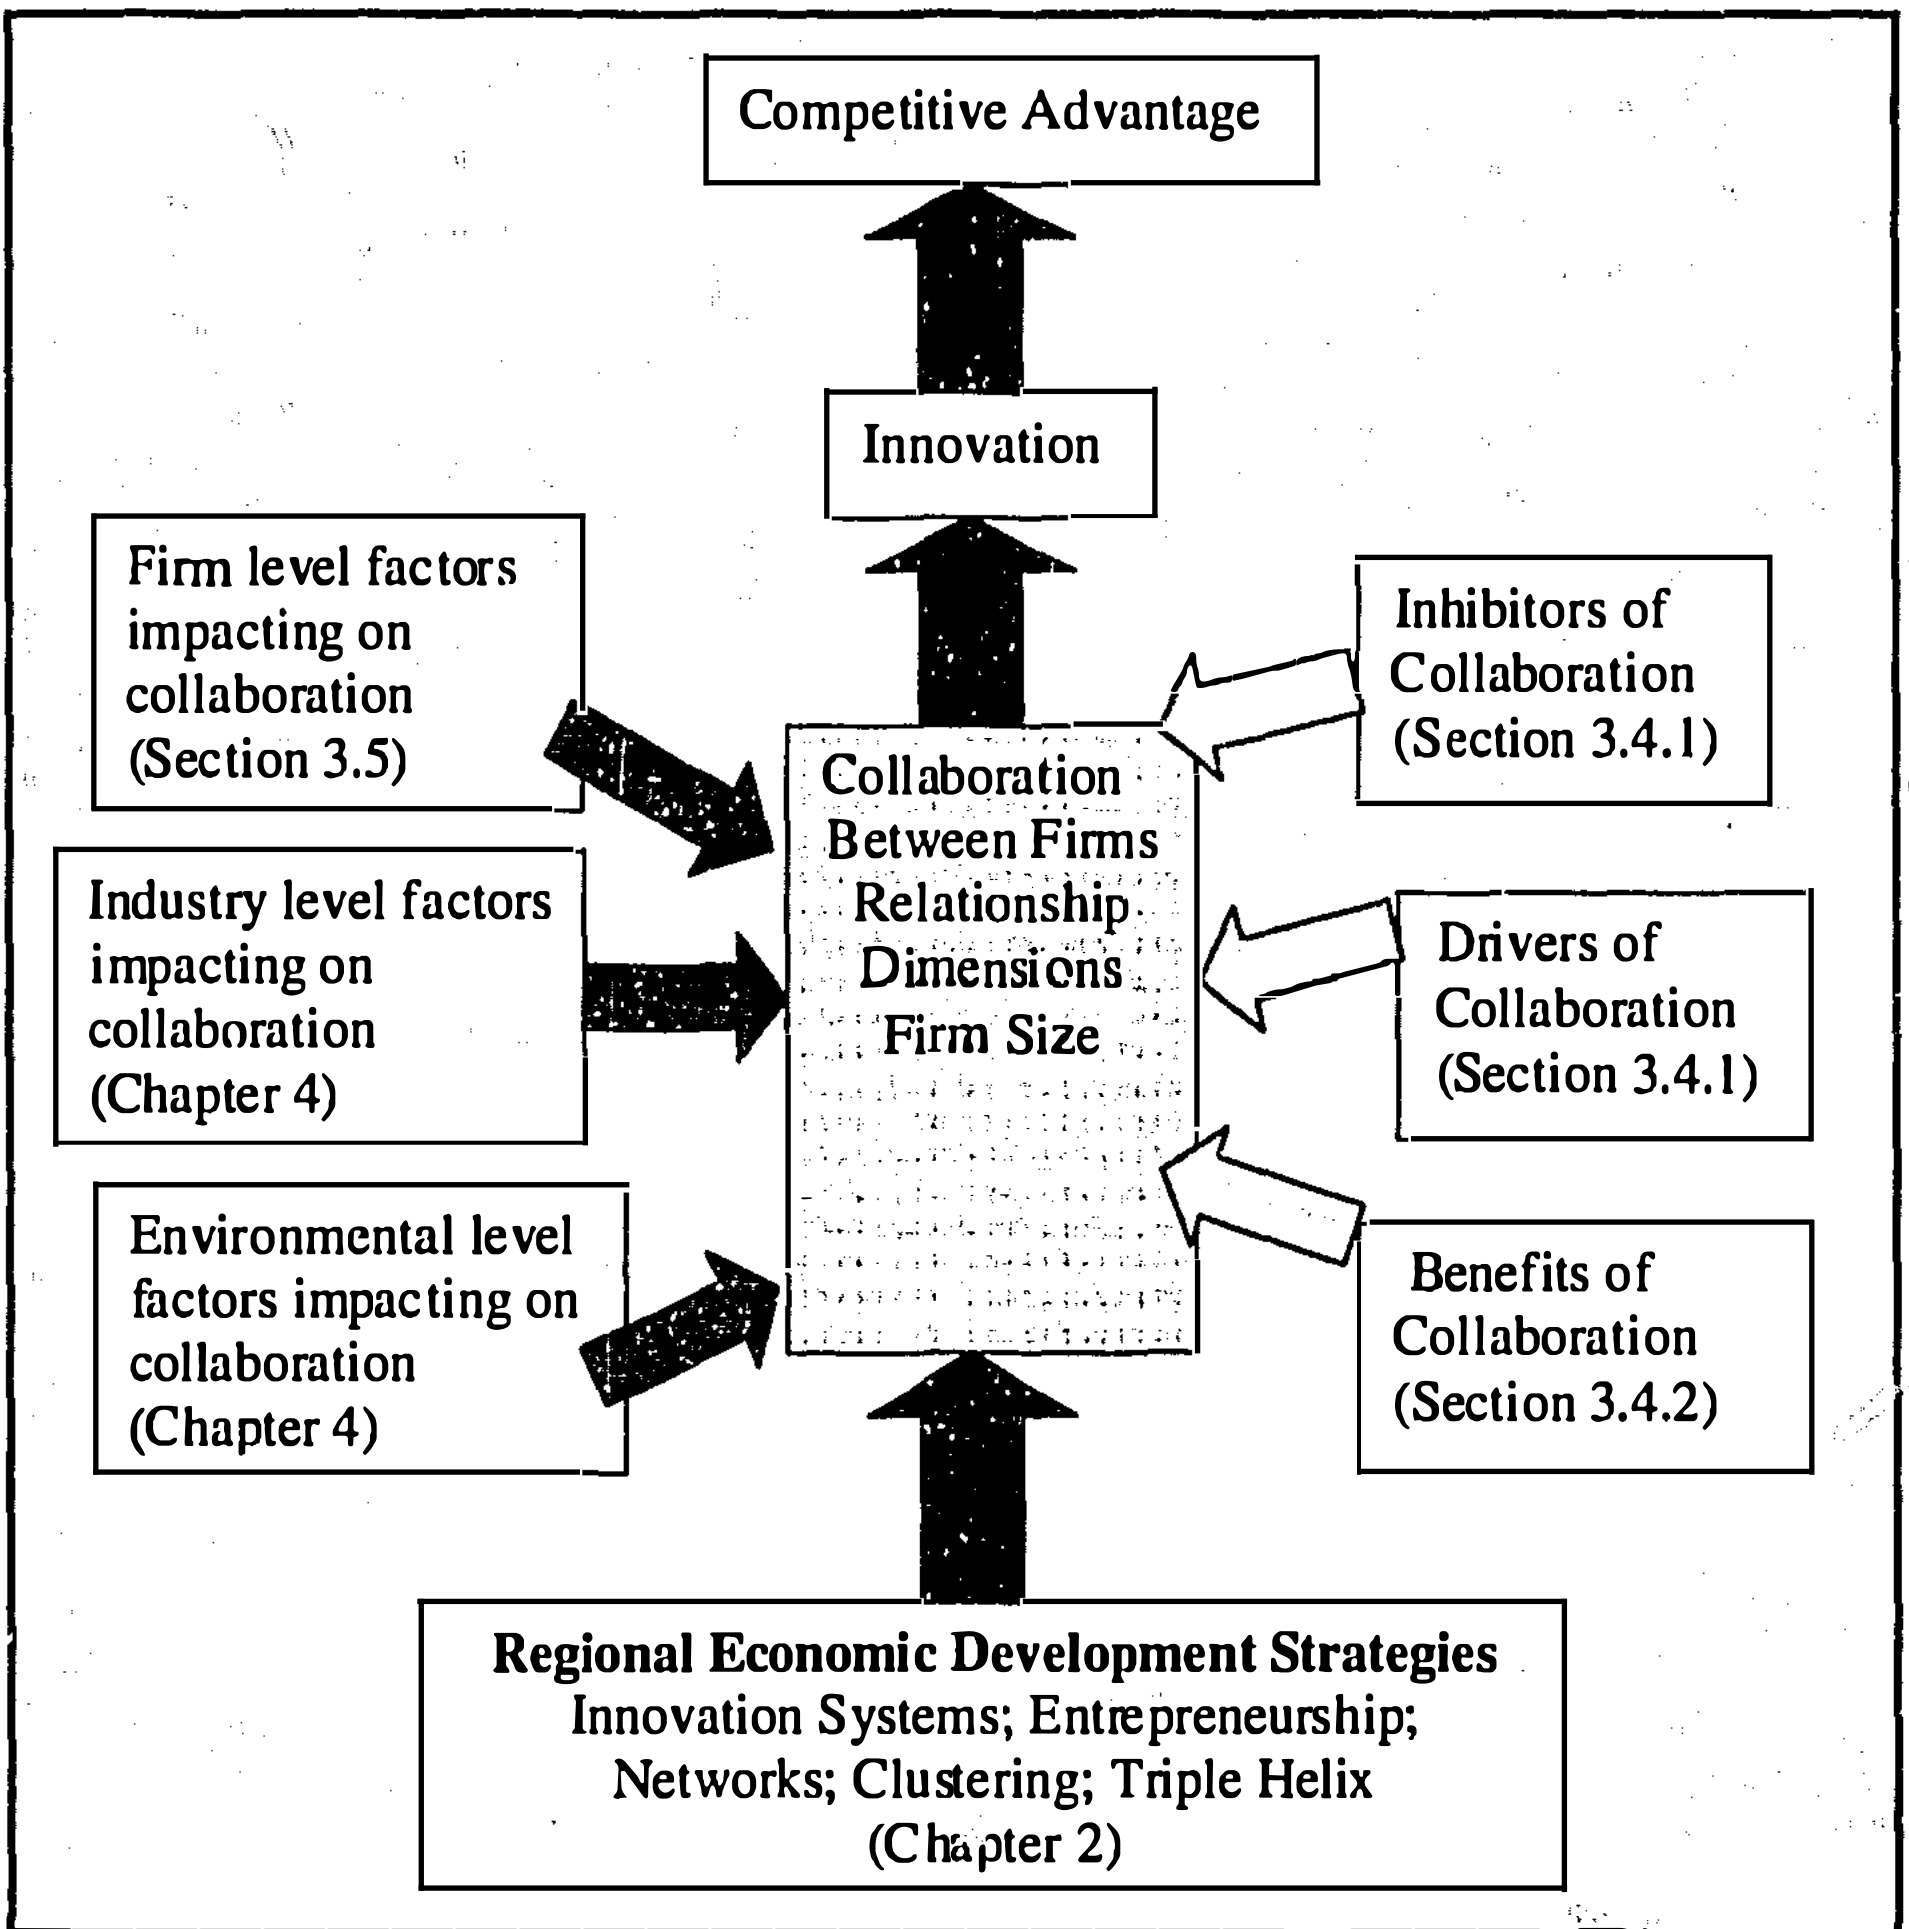 Competitive Advantage
Innovation
Firm level factors
impacting on
collaboration
(Section 3.5)
Inhibitors of
Collaboration
(Section 3.4.1)
Collaboration
Between Firms
Relationship
Dimensions
Firm Size
Industry level factors
impacting on
collaboration
(Chapter 4)
Drivers of
Collaboration
(Section 3.4.1)
Environmental level
factors impacting on
collaboration
(Chapter 4)
Benefits of
Collaboration
(Section 3.4.2)
Regional Economic Development Strategies
Innovation Systems; Entrepreneurship;
Networks; Clustering; Triple Helix
(Chapter 2)